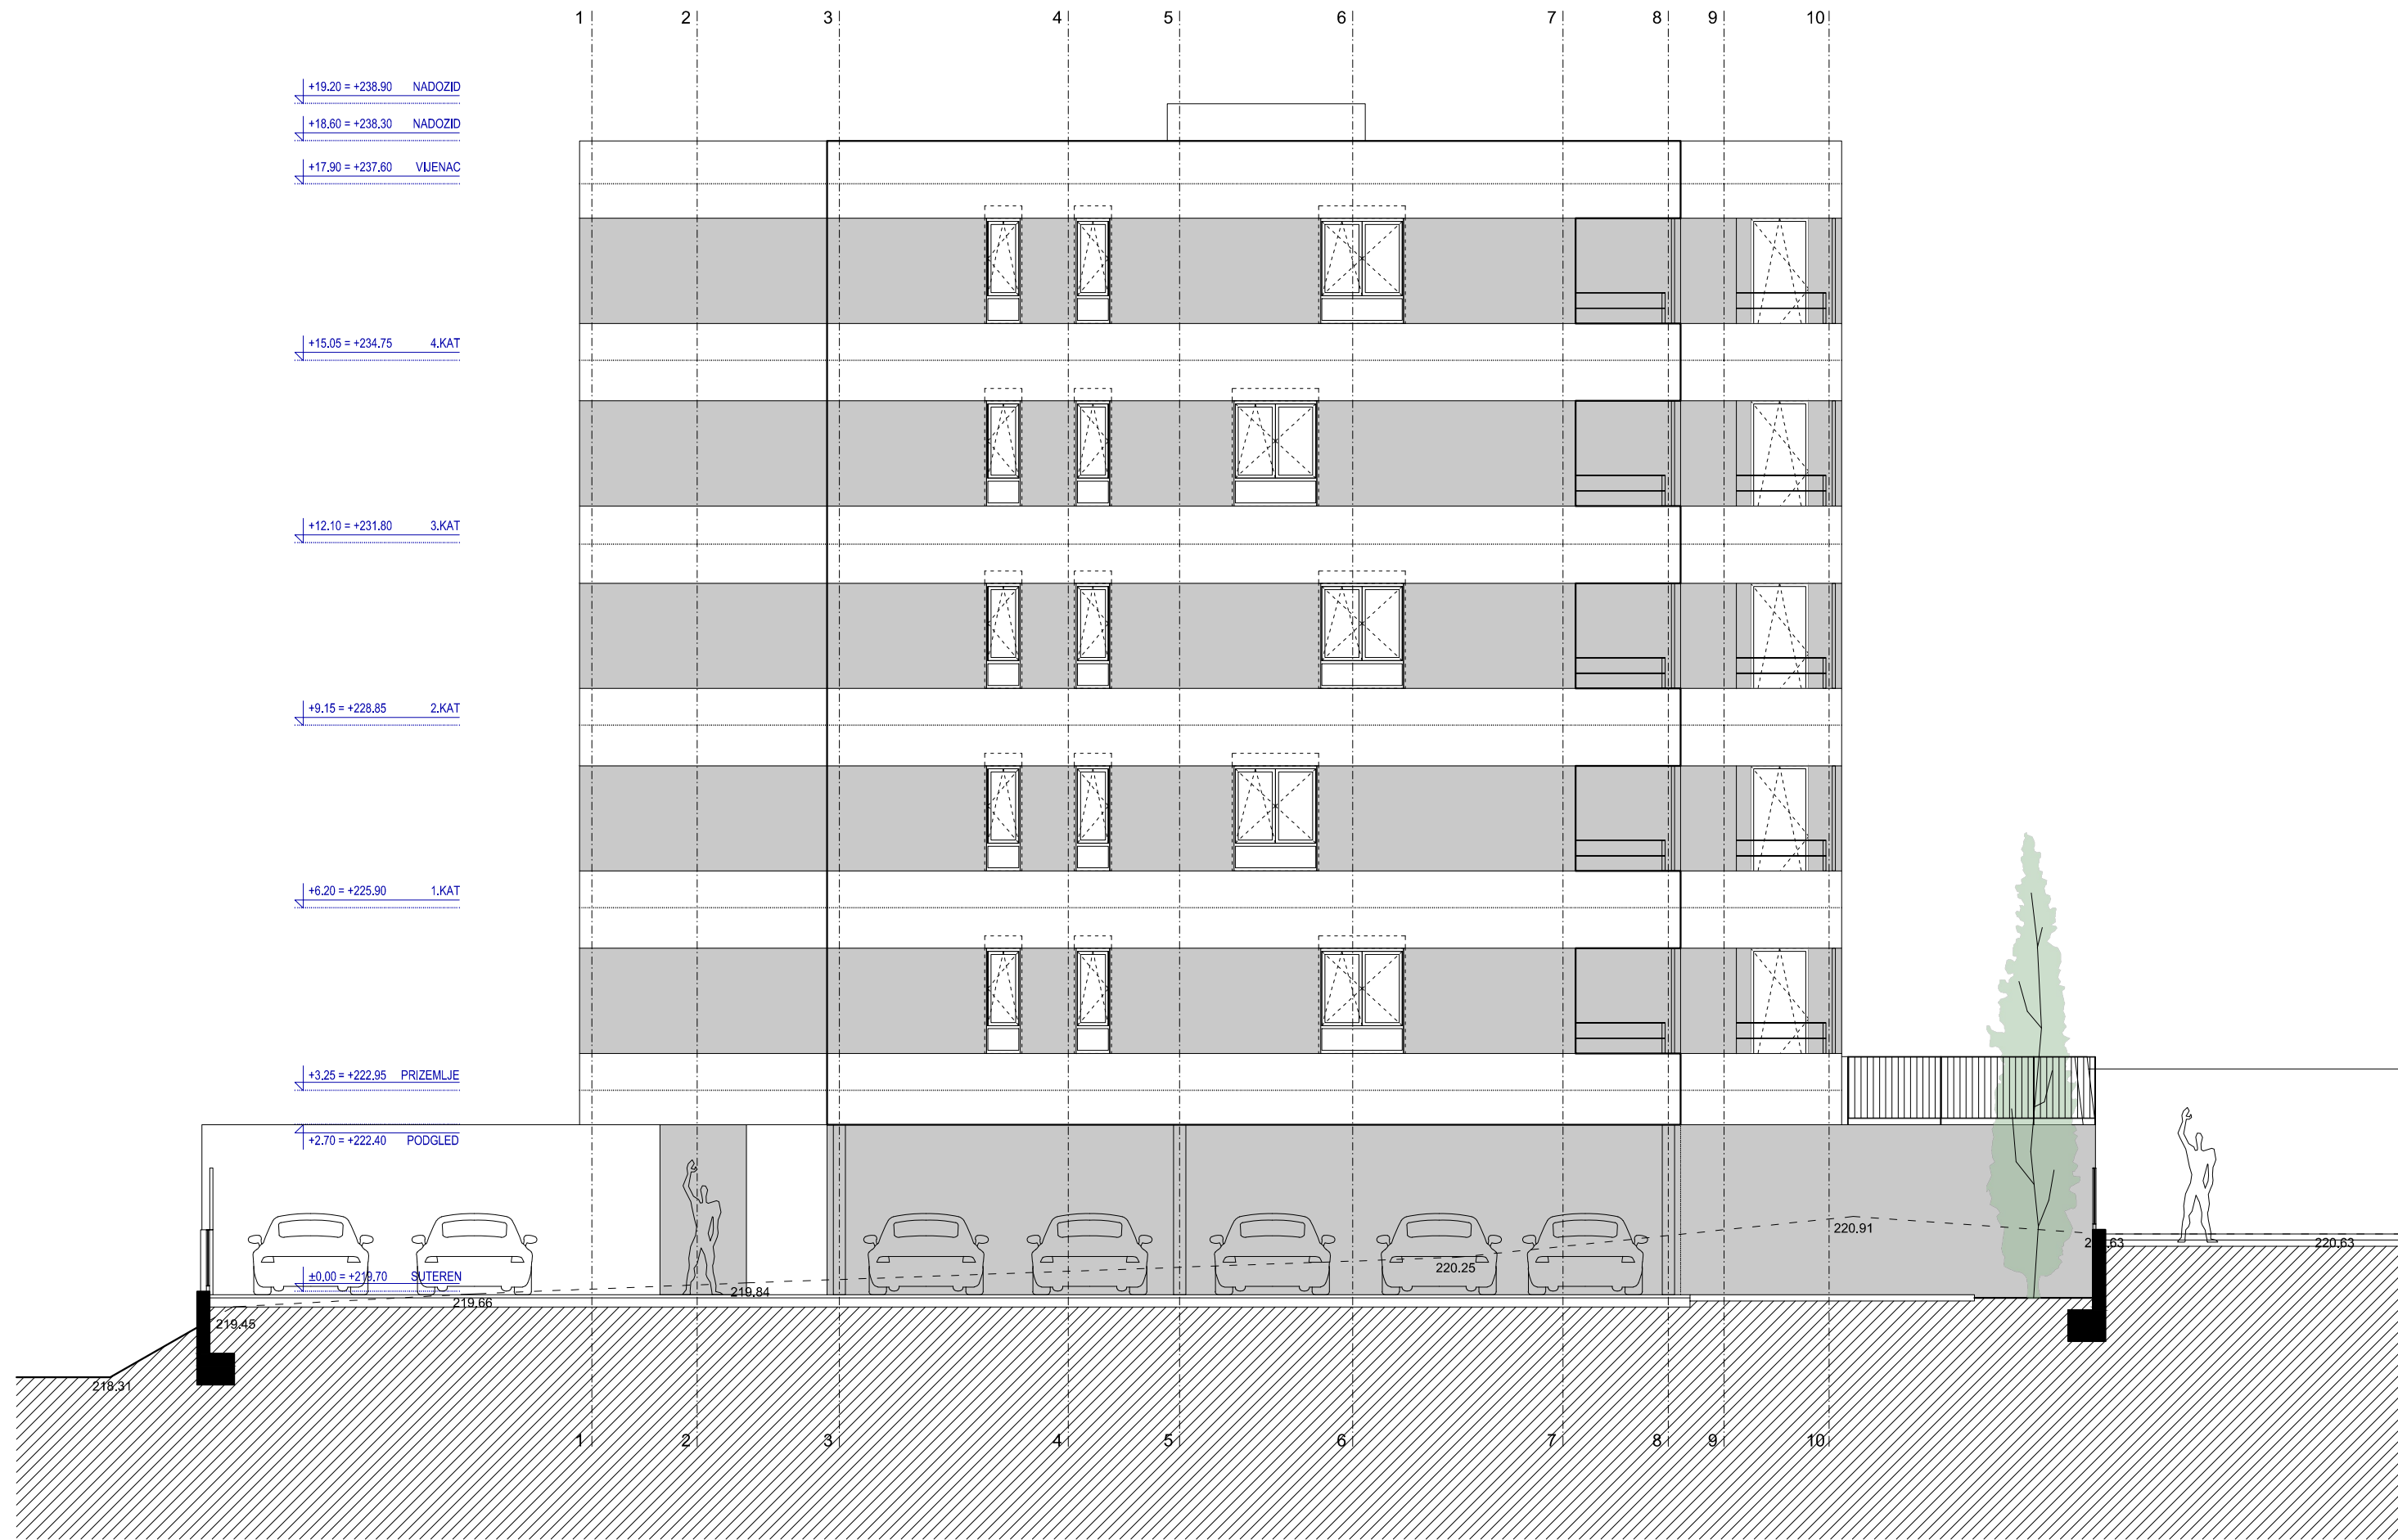 1 2 3 4 5 6 7 8 9 10
+19.20 = +238.90 NADOZID
+18.60 = +238.30 NADOZID
+17.90 = +237.60 VIJENAC
+15.05 = +234.75 4.KAT
+12.10 = +231.80 3.KAT
+9.15 = +228.85 2.KAT
+6.20 = +225.90 1.KAT
+3.25 = +222.95 PRIZEMLJE
+2.70 = +222.40 PODGLED
220.91
220.63
220.25
±0.00 = +219.70 SUTEREN
219.84
219.66
219.45
218.31
1 2 3 4 5 6 7 8 9 10